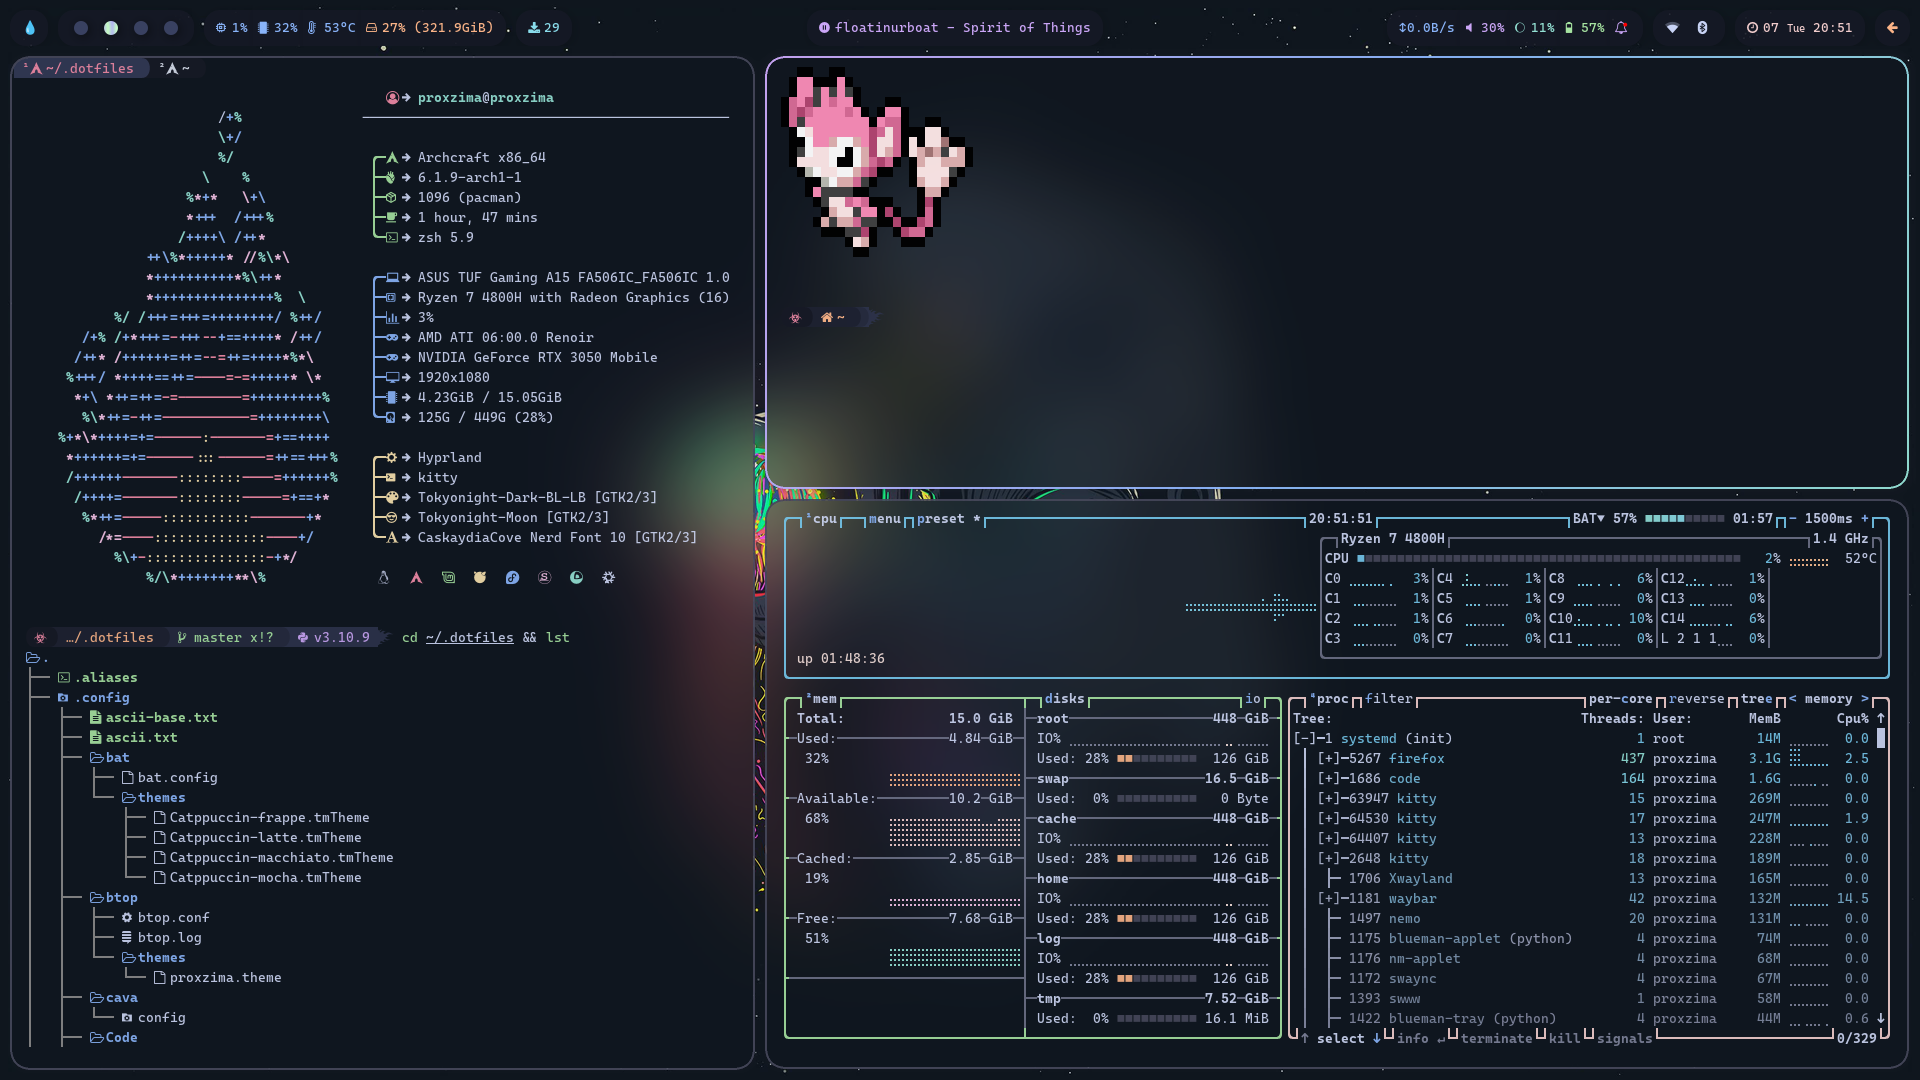 1% 32% 53°C 27% (321.9GiB) 29
floatinurboat - Spirit of Things
↕0.0B/s 30% 11% 57% 07 Tue 20:51
~/.dotfiles ~
proxzima@proxzima
Archcraft x86_64
6.1.9-arch1-1
1096 (pacman)
1 hour, 47 mins
zsh 5.9
ASUS TUF Gaming A15 FA506IC_FA506IC 1.0
Ryzen 7 4800H with Radeon Graphics (16)
3%
AMD ATI 06:00.0 Renoir
NVIDIA GeForce RTX 3050 Mobile
1920x1080
4.23GiB / 15.05GiB
125G / 449G (28%)
Hyprland
kitty
Tokyonight-Dark-BL-LB [GTK2/3]
Tokyonight-Moon [GTK2/3]
CaskaydiaCove Nerd Font 10 [GTK2/3]
…/.dotfiles master x!? v3.10.9 cd ~/.dotfiles && lst
.
.aliases
.config
ascii-base.txt
ascii.txt
bat
bat.config
themes
Catppuccin-frappe.tmTheme
Catppuccin-latte.tmTheme
Catppuccin-macchiato.tmTheme
Catppuccin-mocha.tmTheme
btop
btop.conf
btop.log
themes
proxzima.theme
cava
config
Code
~
¹cpu menu preset * 20:51:51 BAT▼ 57% 01:57 - 1500ms +
Ryzen 7 4800H 1.4 GHz
CPU 2% 52°C
C0 3% C4 1% C8 6% C12 1%
C1 1% C5 1% C9 0% C13 0%
C2 1% C6 0% C10 10% C14 6%
C3 0% C7 0% C11 0% L 2 1 1
up 01:48:36
²mem disks io
Total: 15.0 GiB
Used: 4.84 GiB
32%
Available: 10.2 GiB
68%
Cached: 2.85 GiB
19%
Free: 7.68 GiB
51%
root 448 GiB
IO%
Used: 28% 126 GiB
swap 16.5 GiB
Used: 0% 0 Byte
cache 448 GiB
IO%
Used: 28% 126 GiB
home 448 GiB
IO%
Used: 28% 126 GiB
log 448 GiB
IO%
Used: 28% 126 GiB
tmp 7.52 GiB
Used: 0% 16.1 MiB
⁴proc filter per-core reverse tree < memory >
Tree: Threads: User: MemB Cpu% ↑
[-]-1 systemd (init) 1 root 14M 0.0
[+]-5267 firefox 437 proxzima 3.1G 2.5
[+]-1686 code 164 proxzima 1.6G 0.0
[+]-63947 kitty 15 proxzima 269M 0.0
[+]-64530 kitty 17 proxzima 247M 1.9
[+]-64407 kitty 13 proxzima 228M 0.0
[+]-2648 kitty 18 proxzima 189M 0.0
1706 Xwayland 13 proxzima 165M 0.0
[+]-1181 waybar 42 proxzima 132M 14.5
1497 nemo 20 proxzima 131M 0.0
1175 blueman-applet (python) 4 proxzima 74M 0.0
1176 nm-applet 4 proxzima 68M 0.0
1172 swaync 4 proxzima 67M 0.0
1393 swww 1 proxzima 58M 0.0
1422 blueman-tray (python) 4 proxzima 44M 0.6 ↓
↑ select ↓ info ↵ terminate kill signals 0/329